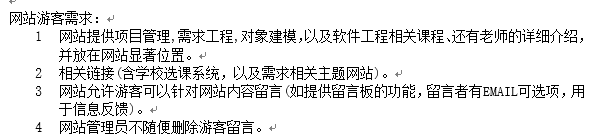 网站游客需求：
1 网站提供项目管理,需求工程,对象建模,以及软件工程相关课程、还有老师的详细介绍，
并放在网站显著位置。
2 相关链接(含学校选课系统，以及需求相关主题网站)。
3 网站允许游客可以针对网站内容留言(如提供留言板的功能，留言者有EMAIL可选项，用
于信息反馈)。
4 网站管理员不随便删除游客留言。